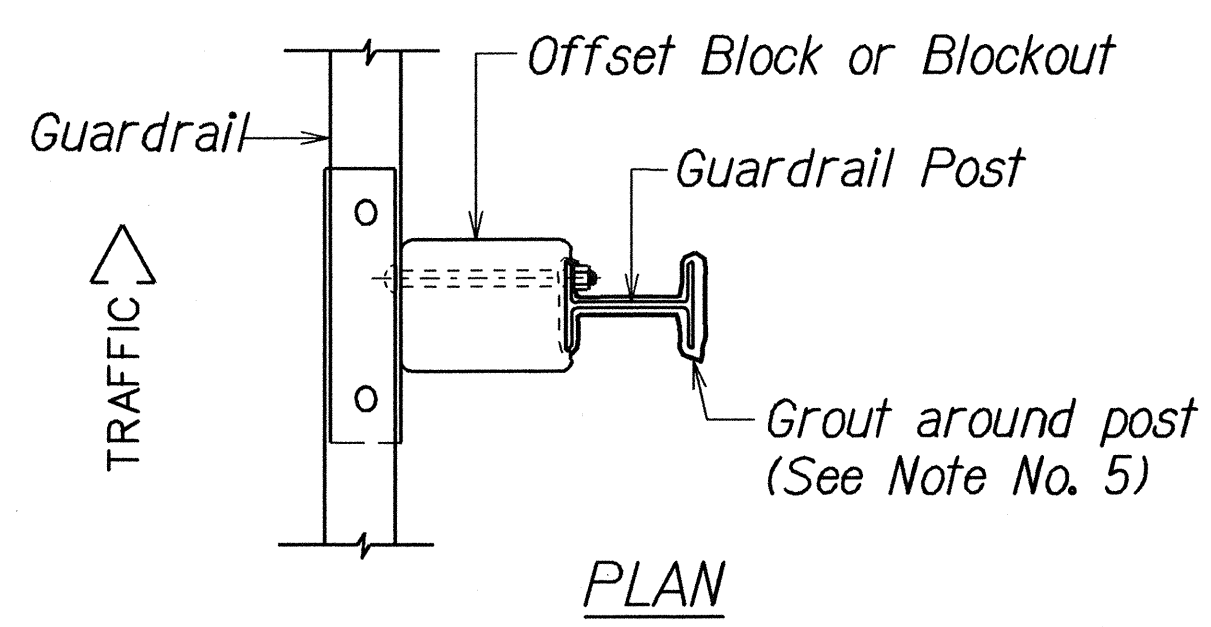 Offset Block or Blockout
Guardrail
Guardrail Post
TRAFFIC
Grout around post
(See Note No. 5)
PLAN